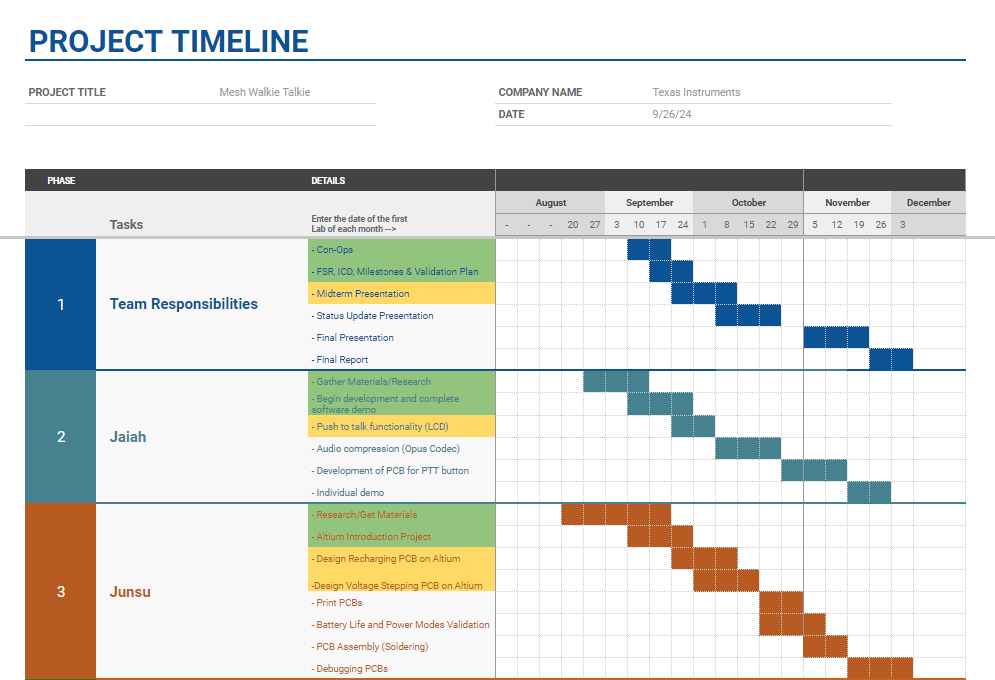 PROJECT TIMELINE
PROJECT TITLE Mesh Walkie Talkie COMPANY NAME Texas Instruments
DATE 9/26/24
PHASE DETAILS
August September October November December
Tasks Enter the date of the first
Lab of each month -->
- - - 20 27 3 10 17 24 1 8 15 22 29 5 12 19 26 3
1 Team Responsibilities
- Con-Ops
- FSR, ICD, Milestones & Validation Plan
- Midterm Presentation
- Status Update Presentation
- Final Presentation
- Final Report
2 Jaiah
- Gather Materials/Research
- Begin development and complete
software demo
- Push to talk functionality (LCD)
- Audio compression (Opus Codec)
- Development of PCB for PTT button
- Individual demo
3 Junsu
- Research/Get Materials
- Altium Introduction Project
- Design Recharging PCB on Altium
-Design Voltage Stepping PCB on Altium
- Print PCBs
- Battery Life and Power Modes Validation
- PCB Assembly (Soldering)
- Debugging PCBs